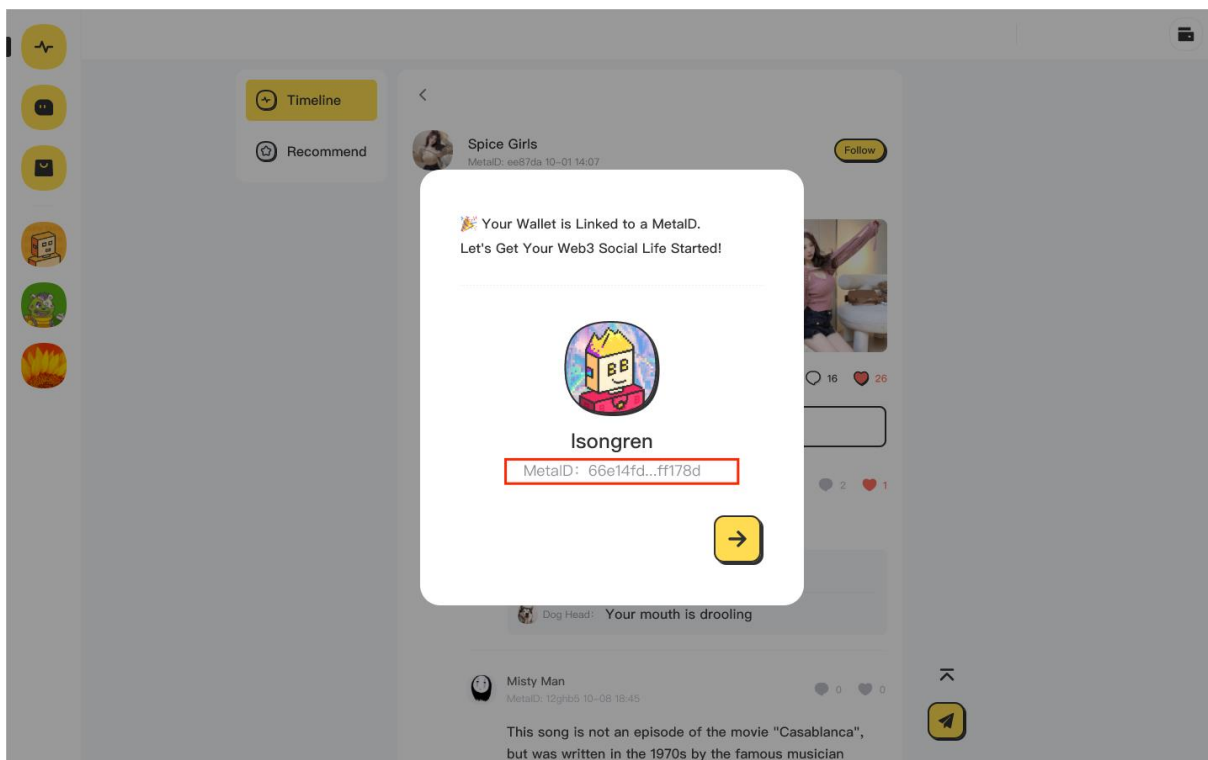 Timeline
Recommend
Spice Girls
MetaID: ee87da 10-01 14:07
Follow
🎉 Your Wallet is Linked to a MetaID.
Let's Get Your Web3 Social Life Started!
16
26
BB
lsongren
MetaID: 66e14fd...ff178d
2
1
Dog Head: Your mouth is drooling
Misty Man
MetaID: 12ghb5 10-08 16:45
0
0
This song is not an episode of the movie "Casablanca",
but was written in the 1970s by the famous musician